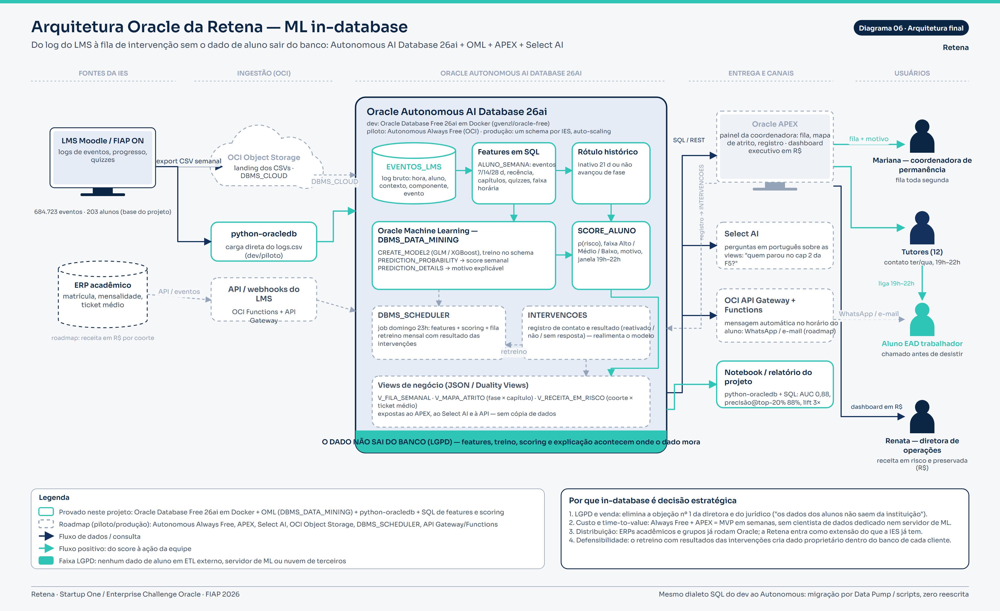 Arquitetura Oracle da Retena — ML in-database
Do log do LMS à fila de intervenção sem o dado de aluno sair do banco: Autonomous AI Database 26ai + OML + APEX + Select AI
Diagrama 06 · Arquitetura final
Retena
FONTES DA IES
INGESTÃO (OCI)
ORACLE AUTONOMOUS AI DATABASE 26AI
ENTREGA E CANAIS
USUÁRIOS
LMS Moodle / FIAP ON
logs de eventos, progresso,
quizzes
684.723 eventos · 203 alunos (base do projeto)
ERP acadêmico
matrícula, mensalidade,
ticket médio
roadmap: receita em R$ por coorte
export CSV semanal
API / eventos
OCI Object Storage
landing dos CSVs ·
DBMS_CLOUD
DBMS_CLOUD
python-oracledb
carga direta do logs.csv
(dev/piloto)
API / webhooks do
LMS
OCI Functions + API
Gateway
Oracle Autonomous AI Database 26ai
dev: Oracle Database Free 26ai em Docker (gvenzl/oracle-free)
piloto: Autonomous Always Free (OCI) · produção: um schema por IES, auto-scaling
EVENTOS_LMS
log bruto: hora, aluno,
contexto, componente,
evento
Features em SQL
ALUNO_SEMANA: eventos
7/14/28 d, recência,
capítulos, quizzes, faixa
horária
Rótulo histórico
inativo 21 d ou não
avançou de fase
Oracle Machine Learning —
DBMS_DATA_MINING
CREATE_MODEL2 (GLM / XGBoost), treino no schema
PREDICTION_PROBABILITY → score semanal
PREDICTION_DETAILS → motivo explicável
SCORE_ALUNO
p(risco), faixa Alto /
Médio / Baixo, motivo,
janela 19h–22h
DBMS_SCHEDULER
job domingo 23h: features + scoring + fila
retreino mensal com resultado das
intervenções
retreino
INTERVENCOES
registro de contato e resultado (reativado /
não / sem resposta) — realimenta o modelo
Views de negócio (JSON / Duality Views)
V_FILA_SEMANAL · V_MAPA_ATRITO (fase × capítulo) · V_RECEITA_EM_RISCO (coorte ×
ticket médio)
expostas ao APEX, ao Select AI e à API — sem cópia de dados
O DADO NÃO SAI DO BANCO (LGPD) — features, treino, scoring e explicação acontecem onde o dado mora
SQL / REST
registro → INTERVENCOES
Oracle APEX
painel da coordenadora: fila, mapa
de atrito, registro · dashboard
executivo em R$
Select AI
perguntas em português sobre as
views: "quem parou no cap 2 da
F5?"
OCI API Gateway +
Functions
mensagem automática no horário do
aluno: WhatsApp / e-mail (roadmap)
Notebook / relatório do
projeto
python-oracledb + SQL: AUC 0,88,
precisão@top-20% 88%, lift 3×
fila + motivo
Mariana — coordenadora de
permanência
fila toda segunda
Tutores (12)
contato ter/qua, 19h–22h
liga 19h–22h
WhatsApp / e-mail
Aluno EAD trabalhador
chamado antes de desistir
dashboard em R$
Renata — diretora de
operações
receita em risco e preservada
(R$)
Legenda
Provado neste projeto: Oracle Database Free 26ai em Docker + OML (DBMS_DATA_MINING) + python-oracledb + SQL de features e scoring
Roadmap (piloto/produção): Autonomous Always Free, APEX, Select AI, OCI Object Storage, DBMS_SCHEDULER, API Gateway/Functions
Fluxo de dados / consulta
Fluxo positivo: do score à ação da equipe
Faixa LGPD: nenhum dado de aluno em ETL externo, servidor de ML ou nuvem de terceiros
Por que in-database é decisão estratégica
1. LGPD e venda: elimina a objeção nº 1 da diretora e do jurídico ("os dados dos alunos não saem da instituição").
2. Custo e time-to-value: Always Free + APEX = MVP em semanas, sem cientista de dados dedicado nem servidor de ML.
3. Distribuição: ERPs acadêmicos e grupos já rodam Oracle; a Retena entra como extensão do que a IES já tem.
4. Defensibilidade: o retreino com resultados das intervenções cria dado proprietário dentro do banco de cada cliente.
Retena · Startup One / Enterprise Challenge Oracle · FIAP 2026
Mesmo dialeto SQL do dev ao Autonomous: migração por Data Pump / scripts, zero reescrita